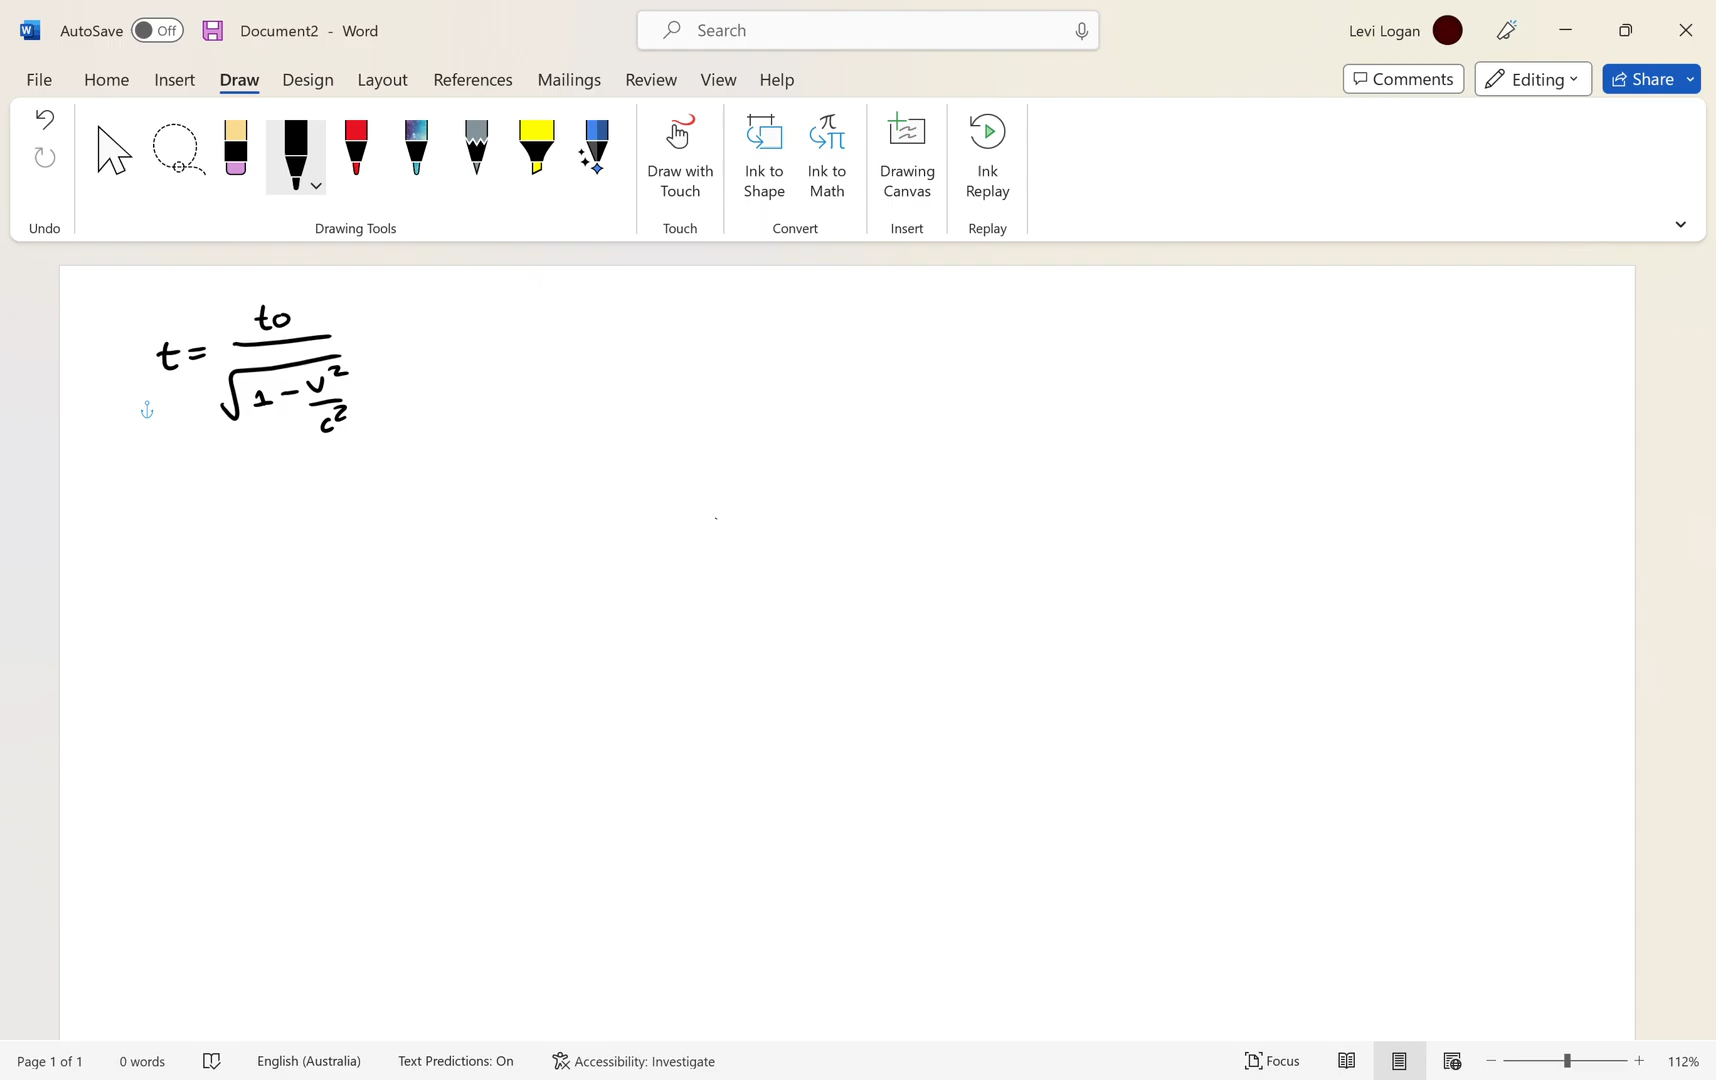 AutoSave Off Document2 - Word Search Levi Logan
File Home Insert Draw Design Layout References Mailings Review View Help Comments Editing Share
Draw with Touch
Ink to Shape
Ink to Math
Drawing Canvas
Ink Replay
Undo Drawing Tools Touch Convert Insert Replay
t = to / √(1 - v² / c²)
Page 1 of 1 0 words English (Australia) Text Predictions: On Accessibility: Investigate Focus 112%